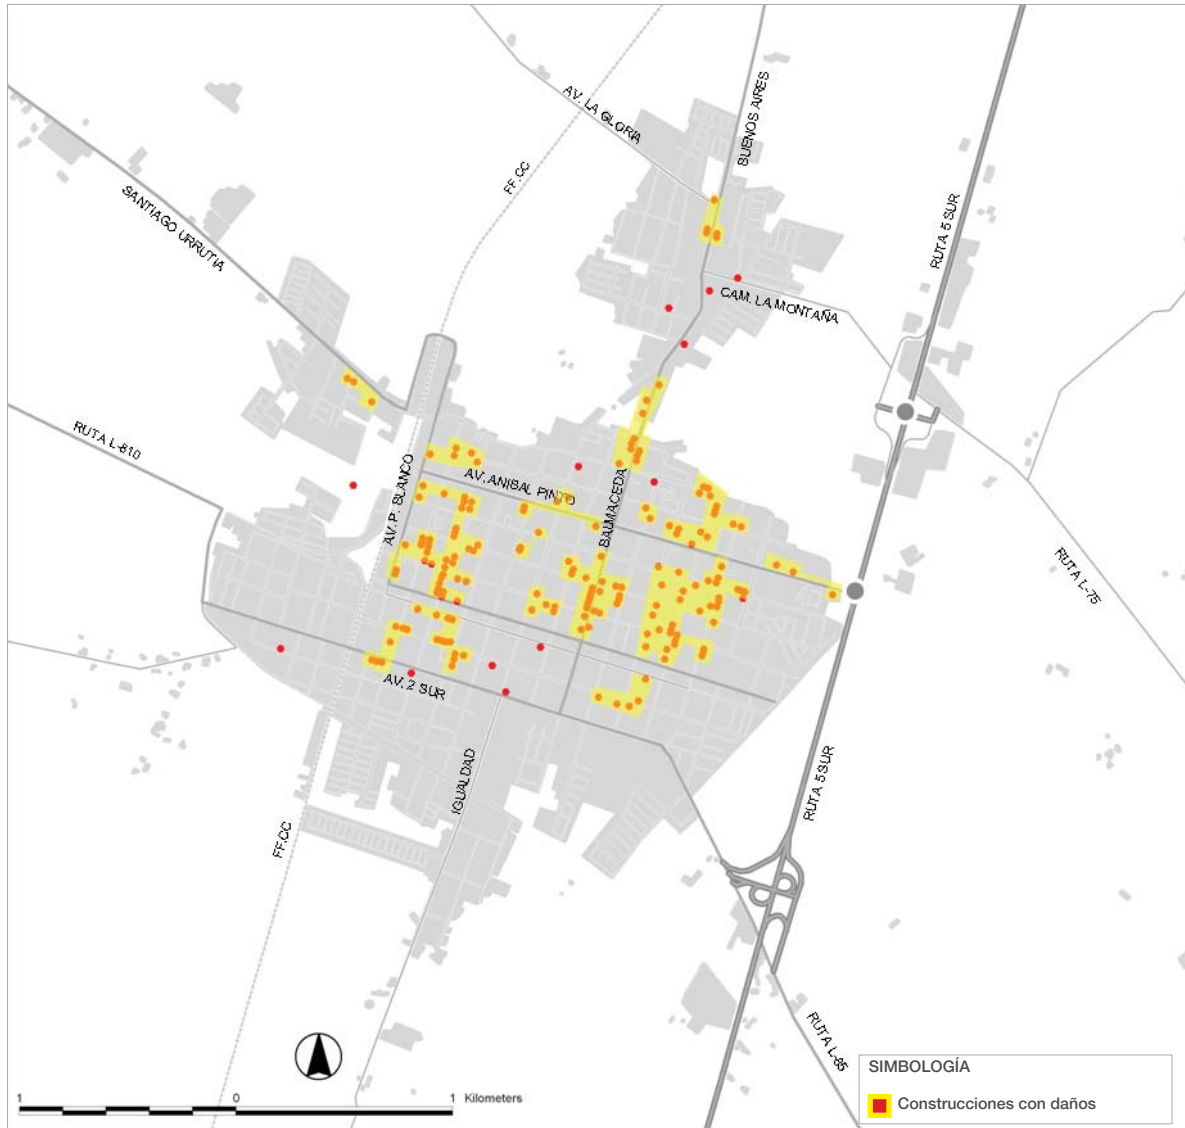 BUENOS AIRES
AV. LA GLORIA
FF.CC
SANTIAGO URRUTIA
RUTA 5 SUR
CAM. LA MONTAÑA
RUTA L-810
AV. P. BLANCO
AV. ANIBAL PINTO
BALMACEDA
RUTA L-75
AV. 2 SUR
IGUALDAD
RUTA 5 SUR
FF.CC
RUTA L-85
SIMBOLOGÍA
Construcciones con daños
1 0 1 Kilometers